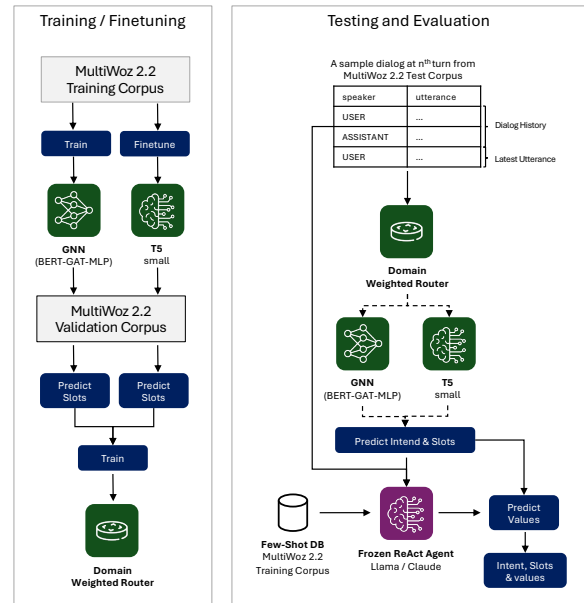 Training / Finetuning
MultiWoz 2.2
Training Corpus
Train
Finetune
GNN
(BERT-GAT-MLP)
T5
small
MultiWoz 2.2
Validation Corpus
Predict
Slots
Predict
Slots
Train
Domain
Weighted Router
Testing and Evaluation
A sample dialog at nth turn from
MultiWoz 2.2 Test Corpus
speaker utterance
USER ...
ASSISTANT ...
USER ...
Dialog History
Latest Utterance
Domain
Weighted Router
GNN
(BERT-GAT-MLP)
T5
small
Predict Intend & Slots
Few-Shot DB
MultiWoz 2.2
Training Corpus
Frozen ReAct Agent
Llama / Claude
Predict
Values
Intent, Slots
& values